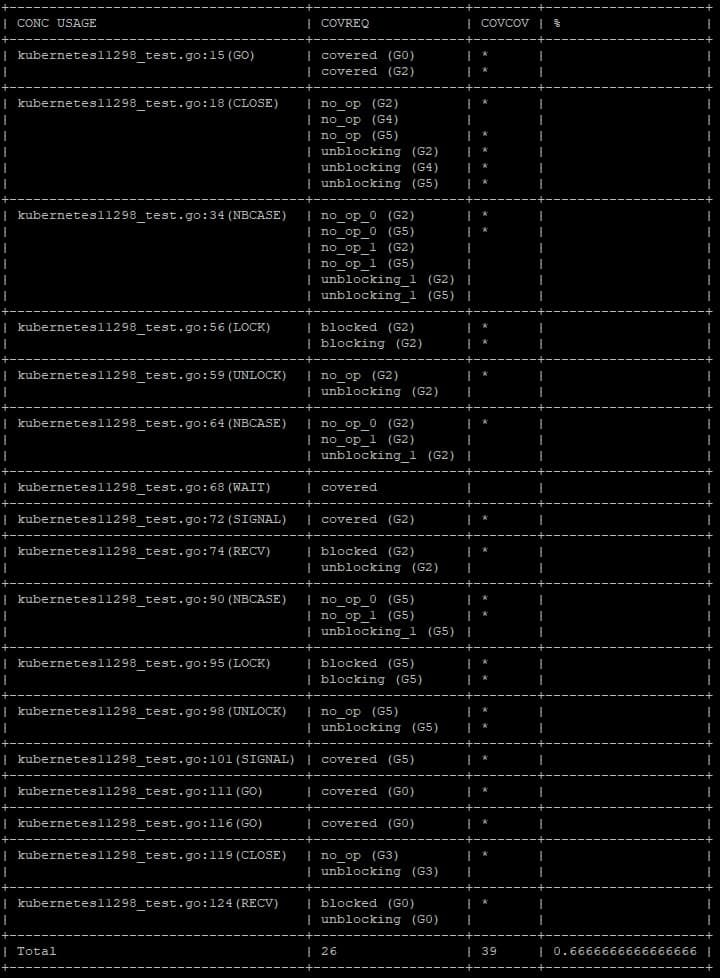 CONC USAGE | COVREQ | COVCOV | %
kubernetes11298_test.go:15(GO) | covered (G0) | * |
| covered (G2) | * |
kubernetes11298_test.go:18(CLOSE) | no_op (G2) | * |
| no_op (G4) | |
| no_op (G5) | * |
| unblocking (G2) | * |
| unblocking (G4) | * |
| unblocking (G5) | * |
kubernetes11298_test.go:34(NBCASE) | no_op_0 (G2) | * |
| no_op_0 (G5) | * |
| no_op_1 (G2) | |
| no_op_1 (G5) | |
| unblocking_1 (G2) | |
| unblocking_1 (G5) | |
kubernetes11298_test.go:56(LOCK) | blocked (G2) | * |
| blocking (G2) | * |
kubernetes11298_test.go:59(UNLOCK) | no_op (G2) | * |
| unblocking (G2) | |
kubernetes11298_test.go:64(NBCASE) | no_op_0 (G2) | * |
| no_op_1 (G2) | |
| unblocking_1 (G2) | |
kubernetes11298_test.go:68(WAIT) | covered | |
kubernetes11298_test.go:72(SIGNAL) | covered (G2) | * |
kubernetes11298_test.go:74(RECV) | blocked (G2) | * |
| unblocking (G2) | |
kubernetes11298_test.go:90(NBCASE) | no_op_0 (G5) | * |
| no_op_1 (G5) | * |
| unblocking_1 (G5) | |
kubernetes11298_test.go:95(LOCK) | blocked (G5) | * |
| blocking (G5) | * |
kubernetes11298_test.go:98(UNLOCK) | no_op (G5) | * |
| unblocking (G5) | * |
kubernetes11298_test.go:101(SIGNAL) | covered (G5) | * |
kubernetes11298_test.go:111(GO) | covered (G0) | * |
kubernetes11298_test.go:116(GO) | covered (G0) | * |
kubernetes11298_test.go:119(CLOSE) | no_op (G3) | * |
| unblocking (G3) | |
kubernetes11298_test.go:124(RECV) | blocked (G0) | * |
| unblocking (G0) | |
Total | 26 | 39 | 0.6666666666666666